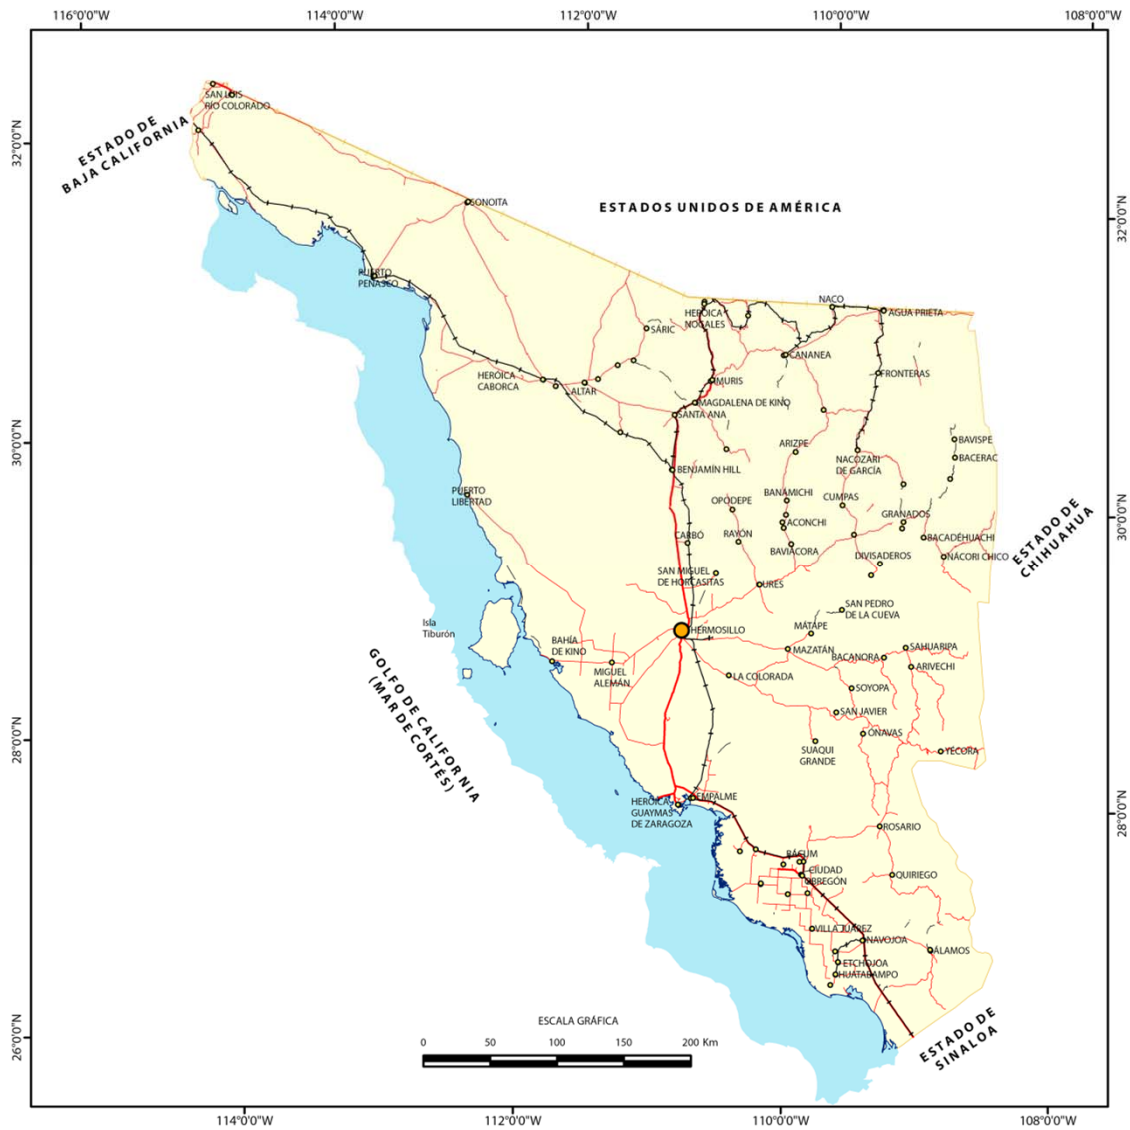 116°0'0"W
114°0'0"W
112°0'0"W
110°0'0"W
108°0'0"W
SAN LUIS
RÍO COLORADO
ESTADO DE
BAJA CALIFORNIA
32°0'0"N
SONOITA
ESTADOS UNIDOS DE AMÉRICA
32°0'0"N
PUERTO
PEÑASCO
NACO
HEROICA
NOGALES
AGUA PRIETA
SÁRIC
CANANEA
HERÓICA
CABORCA
ALTAR
IMURIS
FRONTERAS
MAGDALENA DE KINO
SANTA ANA
30°0'0"N
ARIZPE
BAVISPE
NACOZARI
DE GARCÍA
BACERAC
BENJAMÍN HILL
PUERTO
LIBERTAD
OPODEPE
BANAMICHI
CUMPAS
GRANADOS
ACONCHI
30°0'0"N
CARBÓ
RAYÓN
BAVIÁCORA
BACADÉHUACHI
DIVISADEROS
NÁCORI CHICO
ESTADO DE
CHIHUAHUA
SAN MIGUEL
DE HORCASITAS
URES
SAN PEDRO
DE LA CUEVA
Isla
Tiburón
HERMOSILLO
MÁTAPE
BAHÍA
DE KINO
MAZATÁN
BACANORA
SAHUARIPA
ARIVECHI
MIGUEL
ALEMÁN
LA COLORADA
SOYOPA
GOLFO DE CALIFORNIA
(MAR DE CORTÉS)
SAN JAVIER
ONAVAS
28°0'0"N
SUAQUI
GRANDE
YÉCORA
EMPALME
HERÓICA
GUAYMAS
DE ZARAGOZA
28°0'0"N
ROSARIO
BÁCUM
CIUDAD
OBREGÓN
QUIRIEGO
VILLA JUÁREZ
NAVOJOA
ÁLAMOS
ETCHOJOA
HUATABAMPO
ESCALA GRÁFICA
0
50
100
150
200 Km
26°0'0"N
ESTADO DE
SINALOA
114°0'0"W
112°0'0"W
110°0'0"W
108°0'0"W